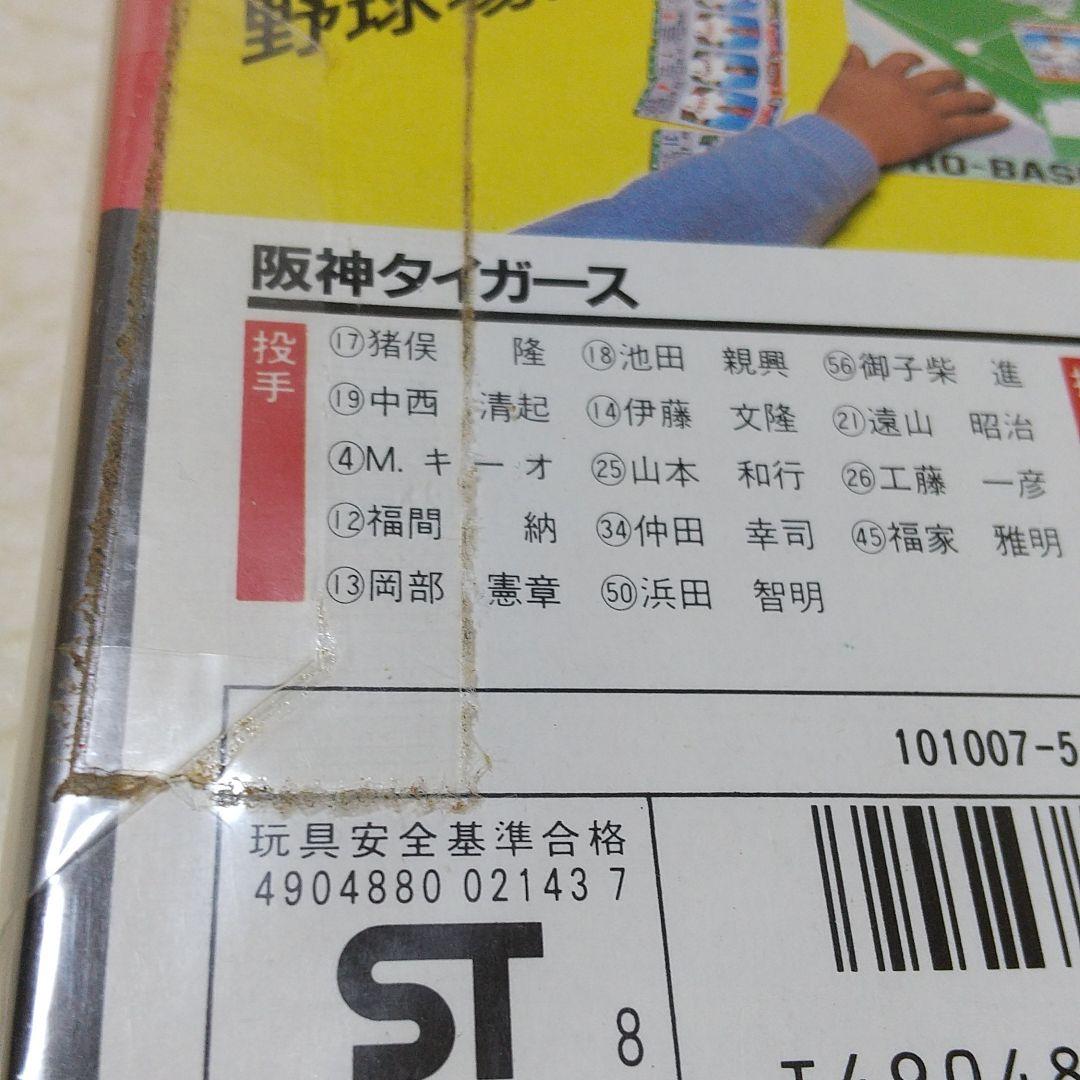 野球
PRO-BAS
阪神タイガース
投手
⑰猪俣 隆 ⑱池田 親興 56御子柴 進
⑲中西 清起 ⑭伊藤 文隆 ㉑遠山 昭治
④M. キーオ ㉕山本 和行 ㉖工藤 一彦
⑫福間 納 ㉞仲田 幸司 ㊺福家 雅明
⑬岡部 憲章 ㊿浜田 智明
101007-5
玩具安全基準合格
4904880 02143 7
ST
8
T49048